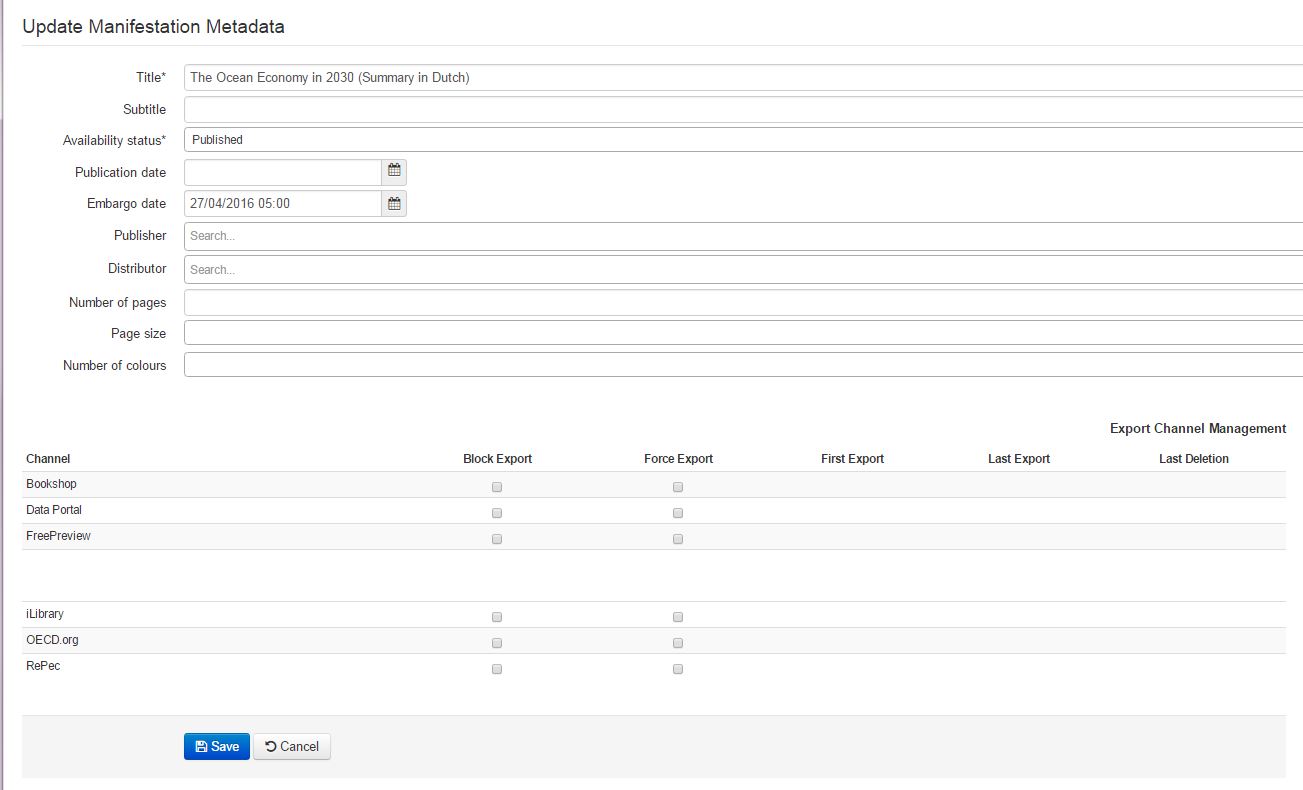 Update Manifestation Metadata
Title* The Ocean Economy in 2030 (Summary in Dutch)
Subtitle
Availability status* Published
Publication date
Embargo date 27/04/2016 05:00
Publisher Search...
Distributor Search...
Number of pages
Page size
Number of colours
Export Channel Management
Channel Block Export Force Export First Export Last Export Last Deletion
Bookshop
Data Portal
FreePreview
iLibrary
OECD.org
RePec
Save Cancel